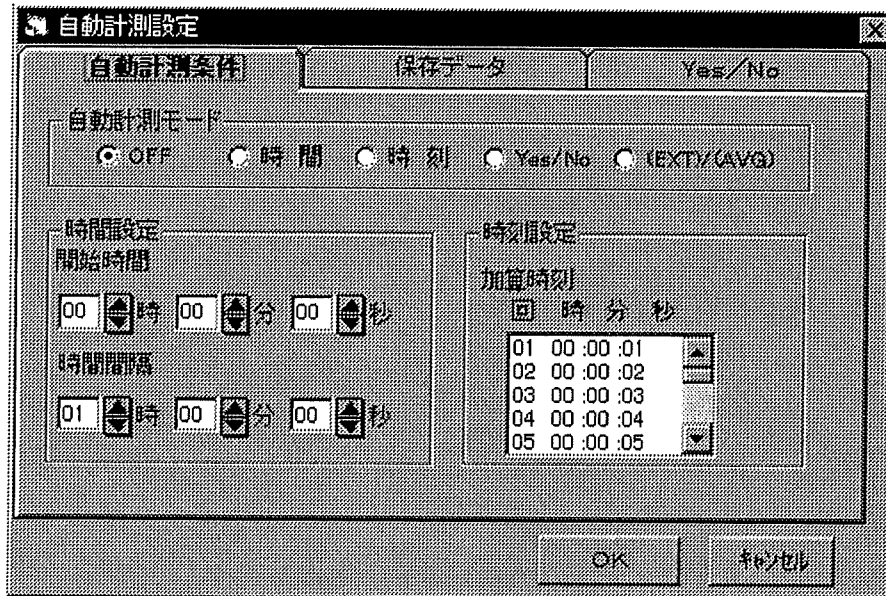 自動計測設定
自動計測条件 保存データ Yes/No
自動計測モード
OFF 時間 時刻 Yes/No (EXT)/(AVG)
時間設定
開始時間
00 時 00 分 00 秒
時間間隔
01 時 00 分 00 秒
時刻設定
加算時刻
回 時 分 秒
01 00 :00 :01
02 00 :00 :02
03 00 :00 :03
04 00 :00 :04
05 00 :00 :05
OK キャンセル